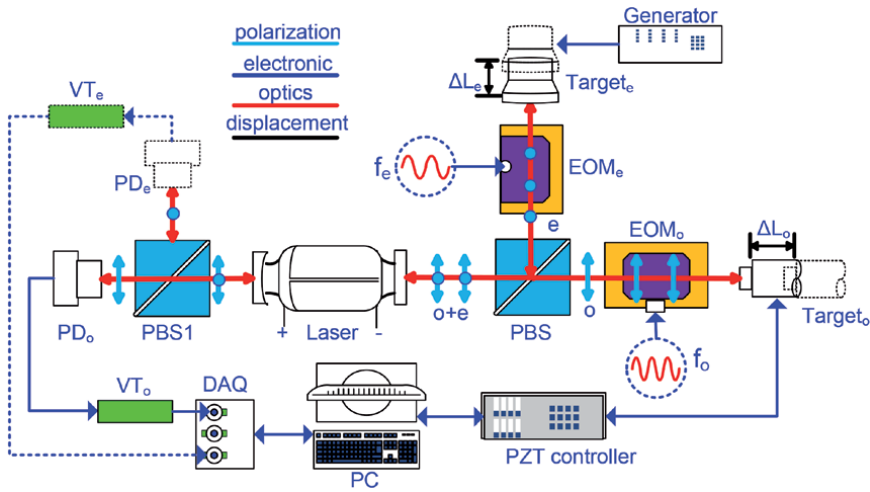 Generator
polarization
electronic
optics
displacement
VTₑ
ΔLₑ
Targetₑ
fₑ
EOMₑ
PDₑ
e
EOMₒ
ΔLₒ
PDₒ
PBS1
+ Laser -
o+e
PBS
o
Targetₒ
fₒ
VTₒ
DAQ
PC
PZT controller